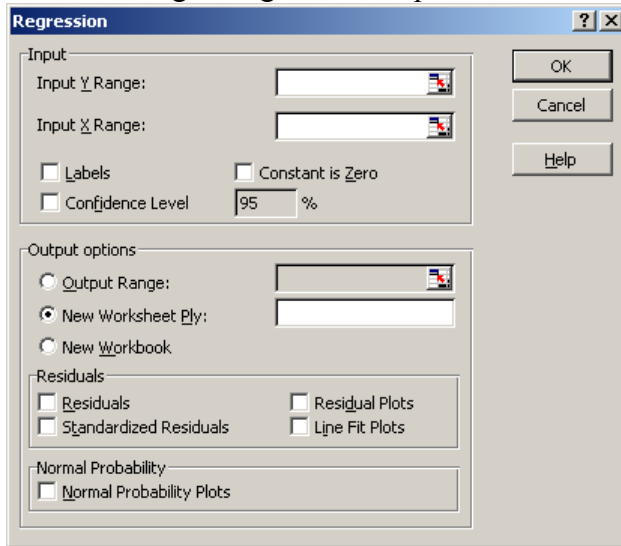 Regression
Input
Input Y Range:
Input X Range:
Labels
Constant is Zero
Confidence Level
95 %
Output options
Output Range:
New Worksheet Ply:
New Workbook
Residuals
Residuals
Residual Plots
Standardized Residuals
Line Fit Plots
Normal Probability
Normal Probability Plots
? ×
OK
Cancel
Help